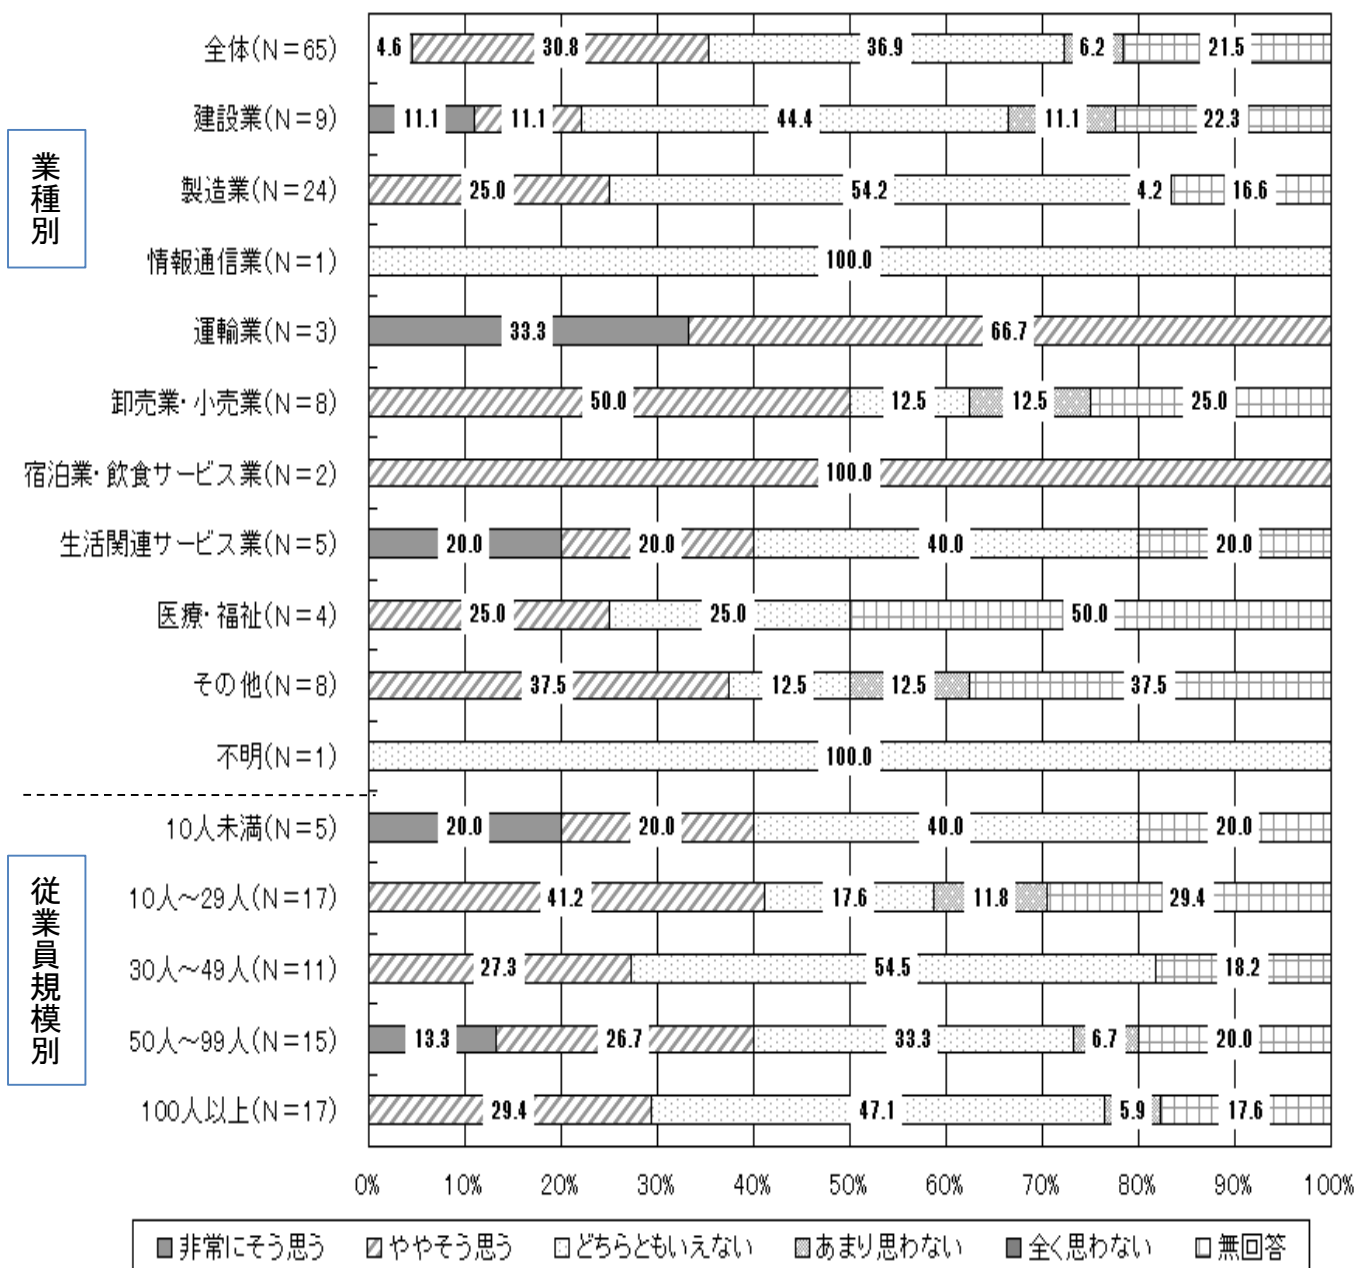 全体(N=65) 4.6 30.8 36.9 6.2 21.5
建設業(N=9) 11.1 11.1 44.4 11.1 22.3
業種別
製造業(N=24) 25.0 54.2 4.2 16.6
情報通信業(N=1) 100.0
運輸業(N=3) 33.3 66.7
卸売業・小売業(N=8) 50.0 12.5 12.5 25.0
宿泊業・飲食サービス業(N=2) 100.0
生活関連サービス業(N=5) 20.0 20.0 40.0 20.0
医療・福祉(N=4) 25.0 25.0 50.0
その他(N=8) 37.5 12.5 12.5 37.5
不明(N=1) 100.0
10人未満(N=5) 20.0 20.0 40.0 20.0
従業員規模別
10人～29人(N=17) 41.2 17.6 11.8 29.4
30人～49人(N=11) 27.3 54.5 18.2
50人～99人(N=15) 13.3 26.7 33.3 6.7 20.0
100人以上(N=17) 29.4 47.1 5.9 17.6
0% 10% 20% 30% 40% 50% 60% 70% 80% 90% 100%
非常にそう思う ややそう思う どちらともいえない あまり思わない 全く思わない 無回答